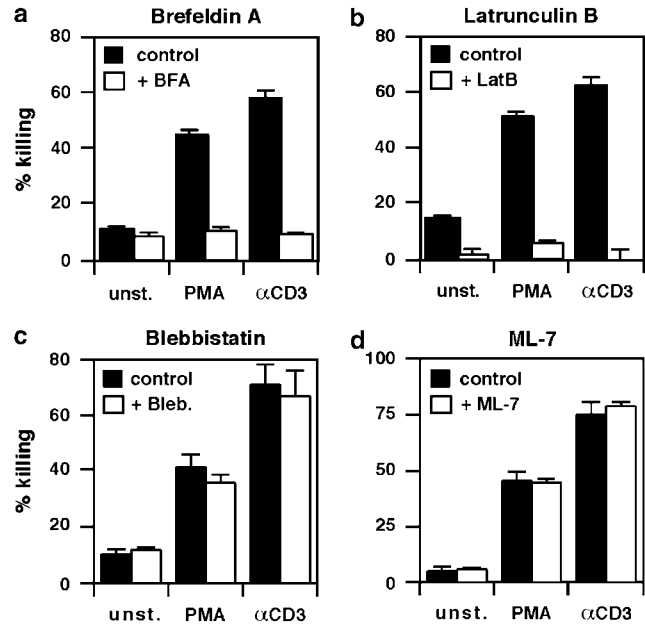 a
Brefeldin A
control
+ BFA
% killing
80
60
40
20
0
unst. PMA αCD3
b
Latrunculin B
control
+ LatB
80
60
40
20
0
unst. PMA αCD3
c
Blebbistatin
control
+ Bleb.
% killing
80
60
40
20
0
unst. PMA αCD3
d
ML-7
control
+ ML-7
100
75
50
25
0
unst. PMA αCD3